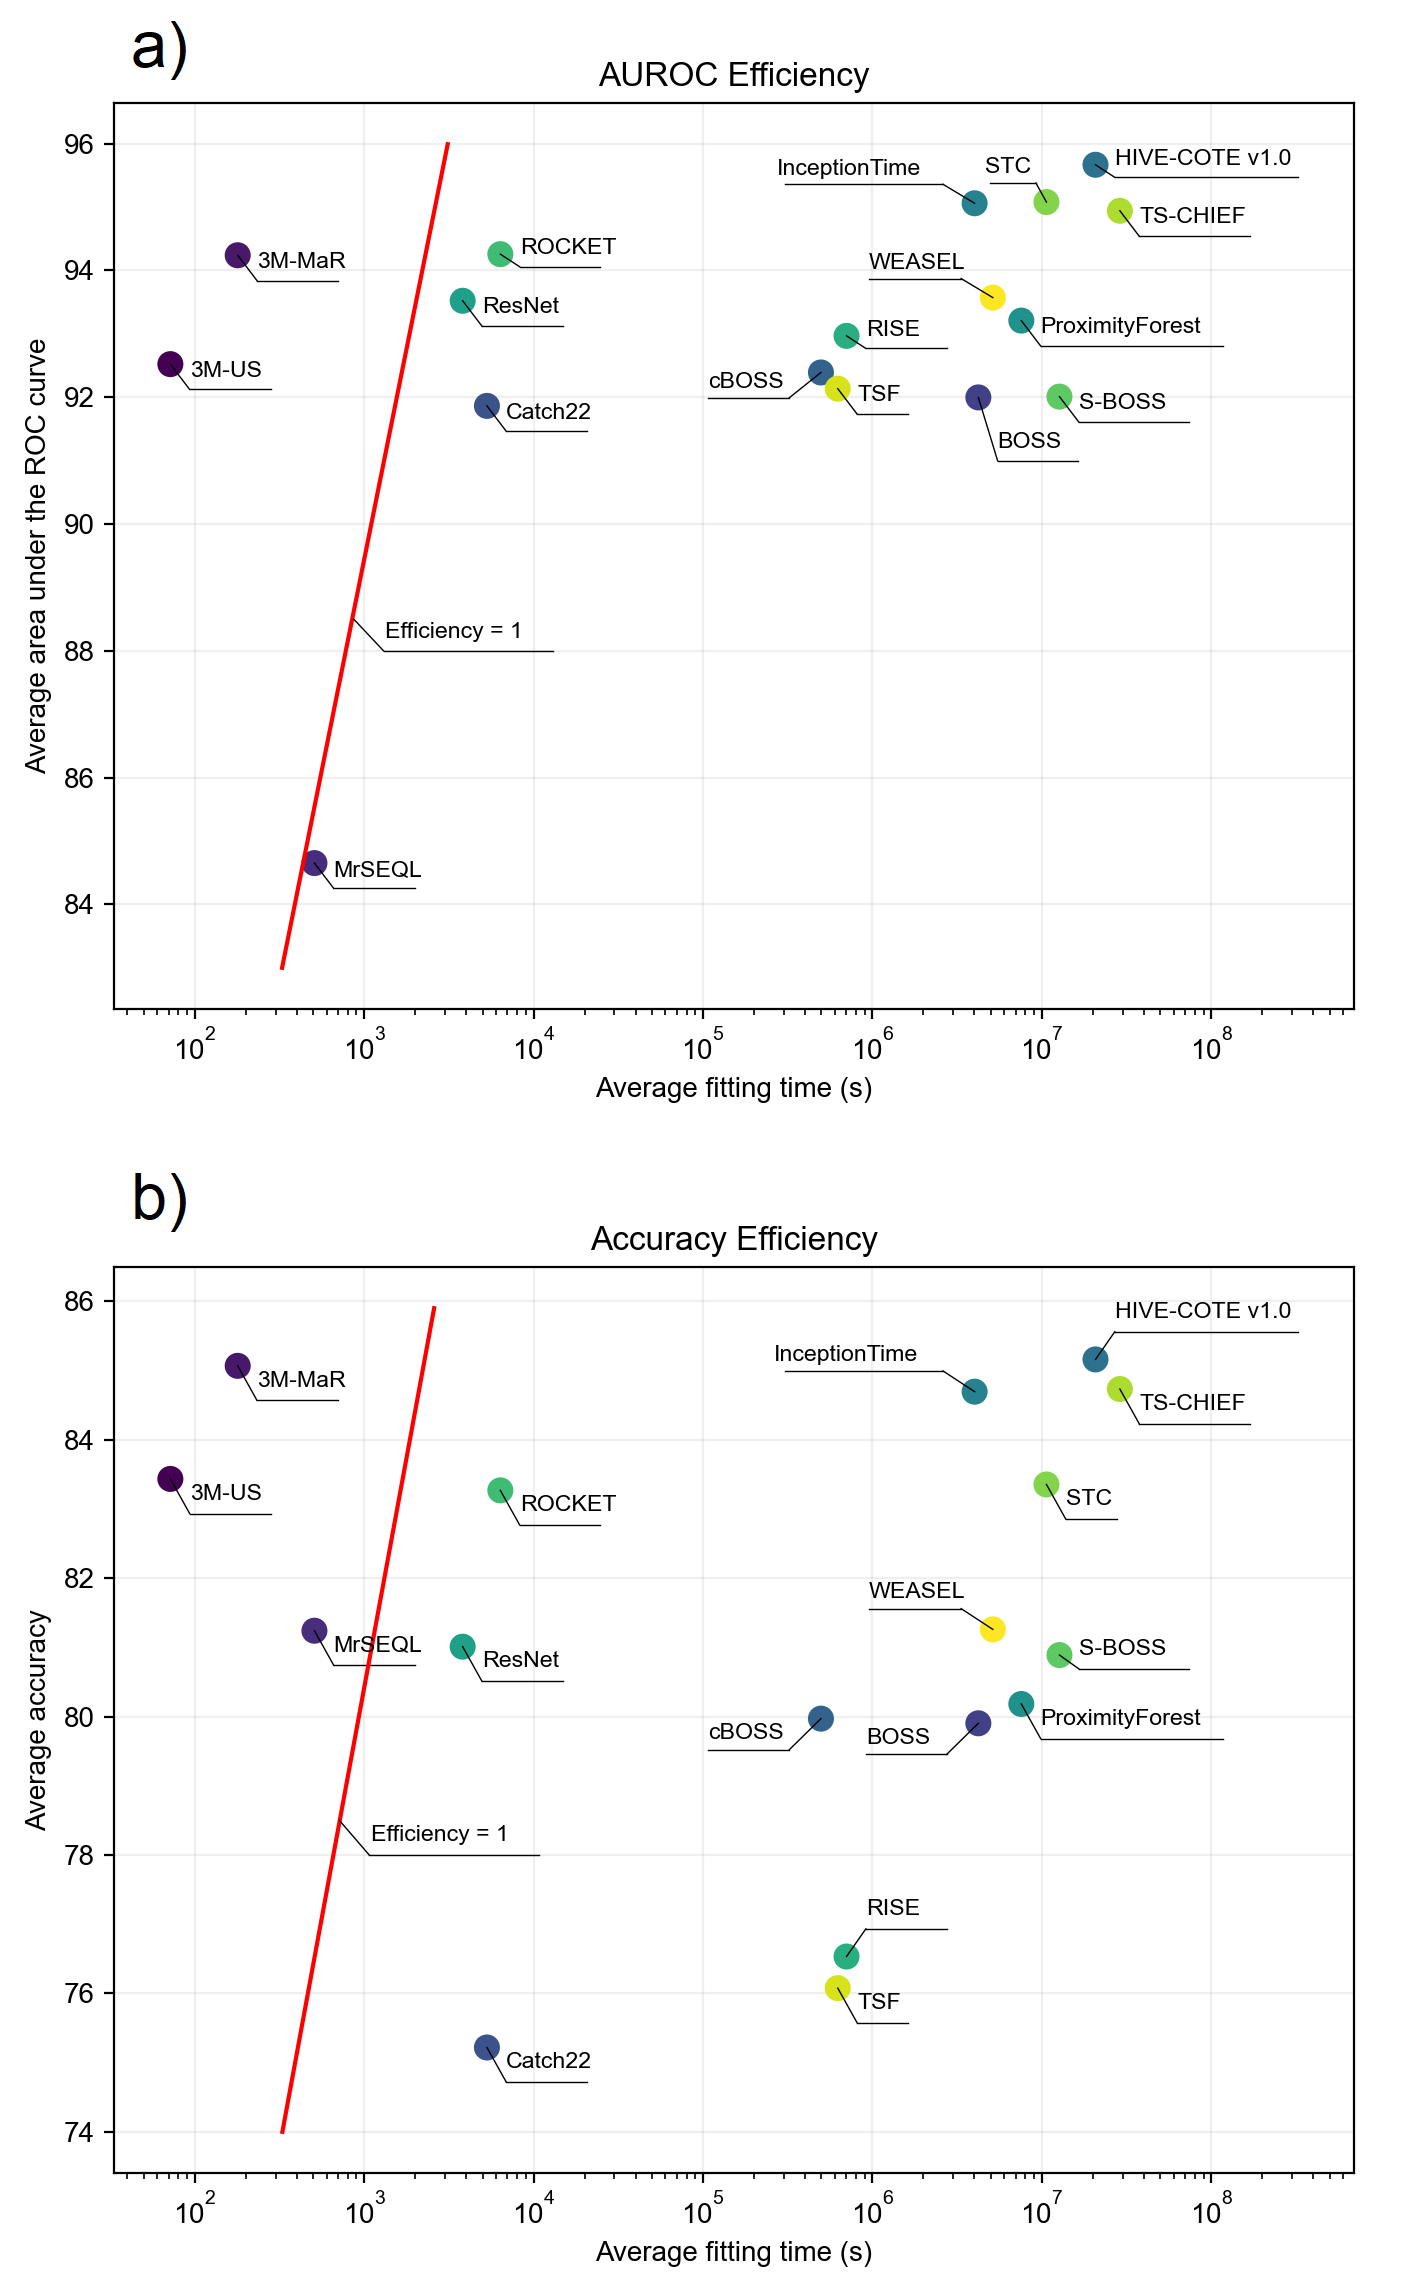 a)
AUROC Efficiency
96
94
92
90
88
86
84
Average area under the ROC curve
HIVE-COTE v1.0
InceptionTime
STC
TS-CHIEF
ROCKET
3M-MaR
WEASEL
ResNet
ProximityForest
RISE
3M-US
cBOSS
TSF
S-BOSS
Catch22
BOSS
Efficiency = 1
MrSEQL
10^2
10^3
10^4
10^5
10^6
10^7
10^8
Average fitting time (s)
b)
Accuracy Efficiency
86
84
82
80
78
76
74
Average accuracy
HIVE-COTE v1.0
InceptionTime
3M-MaR
TS-CHIEF
3M-US
STC
ROCKET
WEASEL
MrSEQL
S-BOSS
ResNet
ProximityForest
cBOSS
BOSS
Efficiency = 1
RISE
TSF
Catch22
10^2
10^3
10^4
10^5
10^6
10^7
10^8
Average fitting time (s)